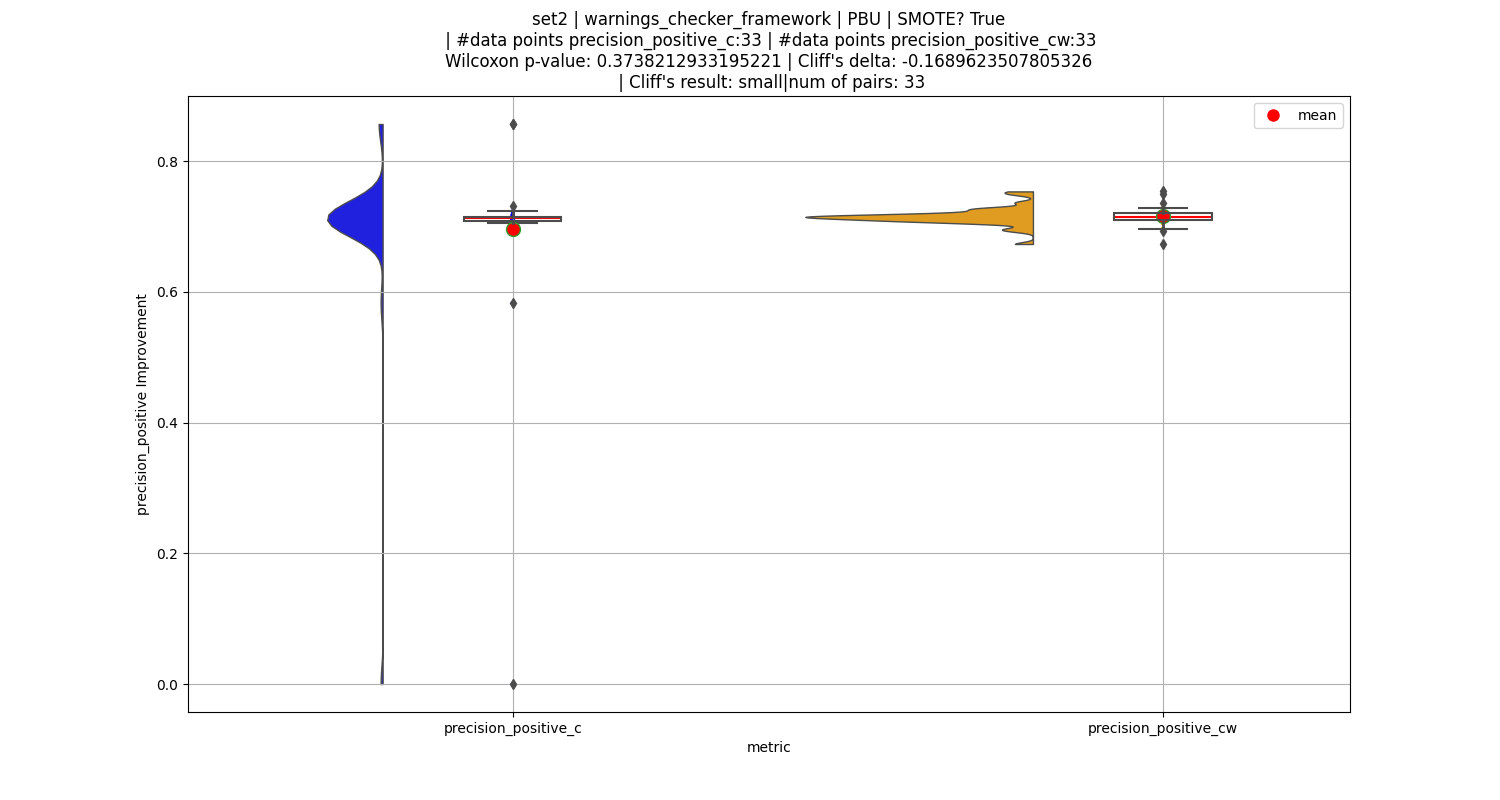 set2 | warnings_checker_framework | PBU | SMOTE? True
| #data points precision_positive_c:33 | #data points precision_positive_cw:33
Wilcoxon p-value: 0.3738212933195221 | Cliff's delta: -0.1689623507805326
| Cliff's result: small|num of pairs: 33
mean
0.8
0.6
0.4
0.2
0.0
precision_positive Improvement
precision_positive_c
precision_positive_cw
metric